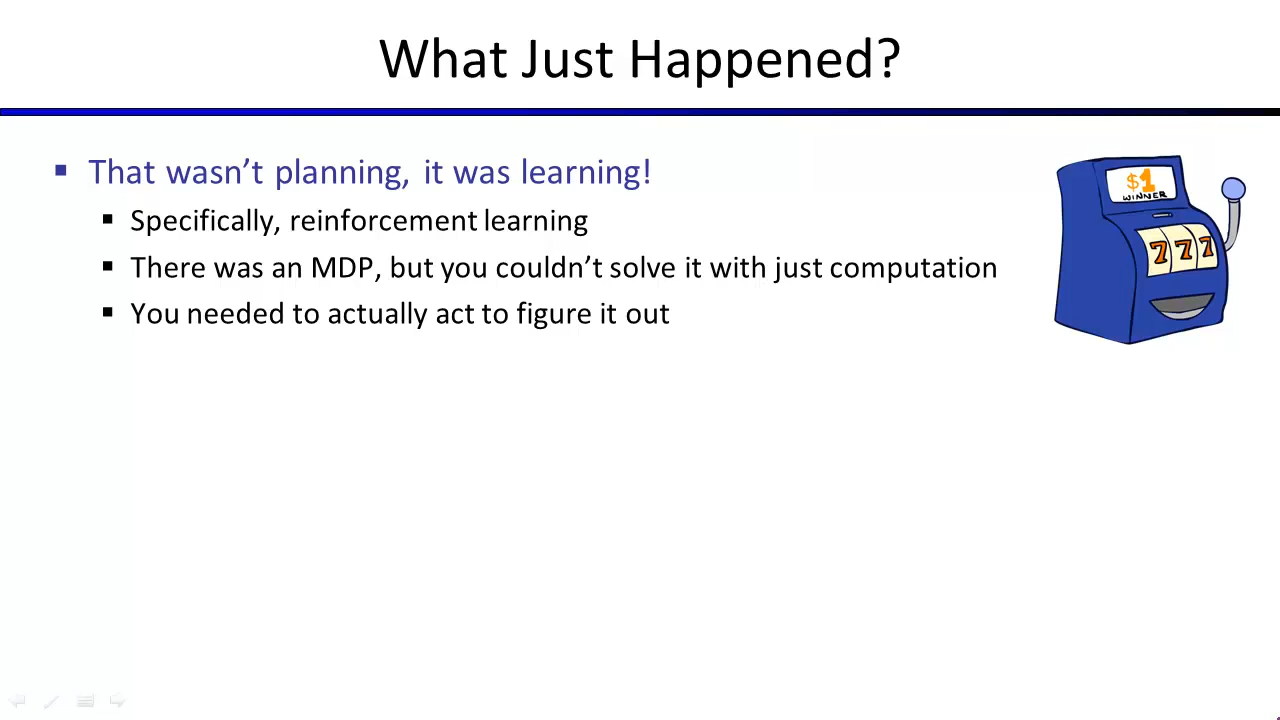 What Just Happened?
▪ That wasn't planning, it was learning!
▪ Specifically, reinforcement learning
▪ There was an MDP, but you couldn't solve it with just computation
▪ You needed to actually act to figure it out
$1
WINNER
777